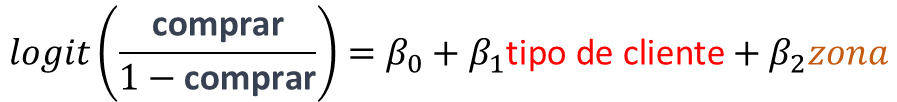 logit(comprar / 1 − comprar) = β₀ + β₁tipo de cliente + β₂zona